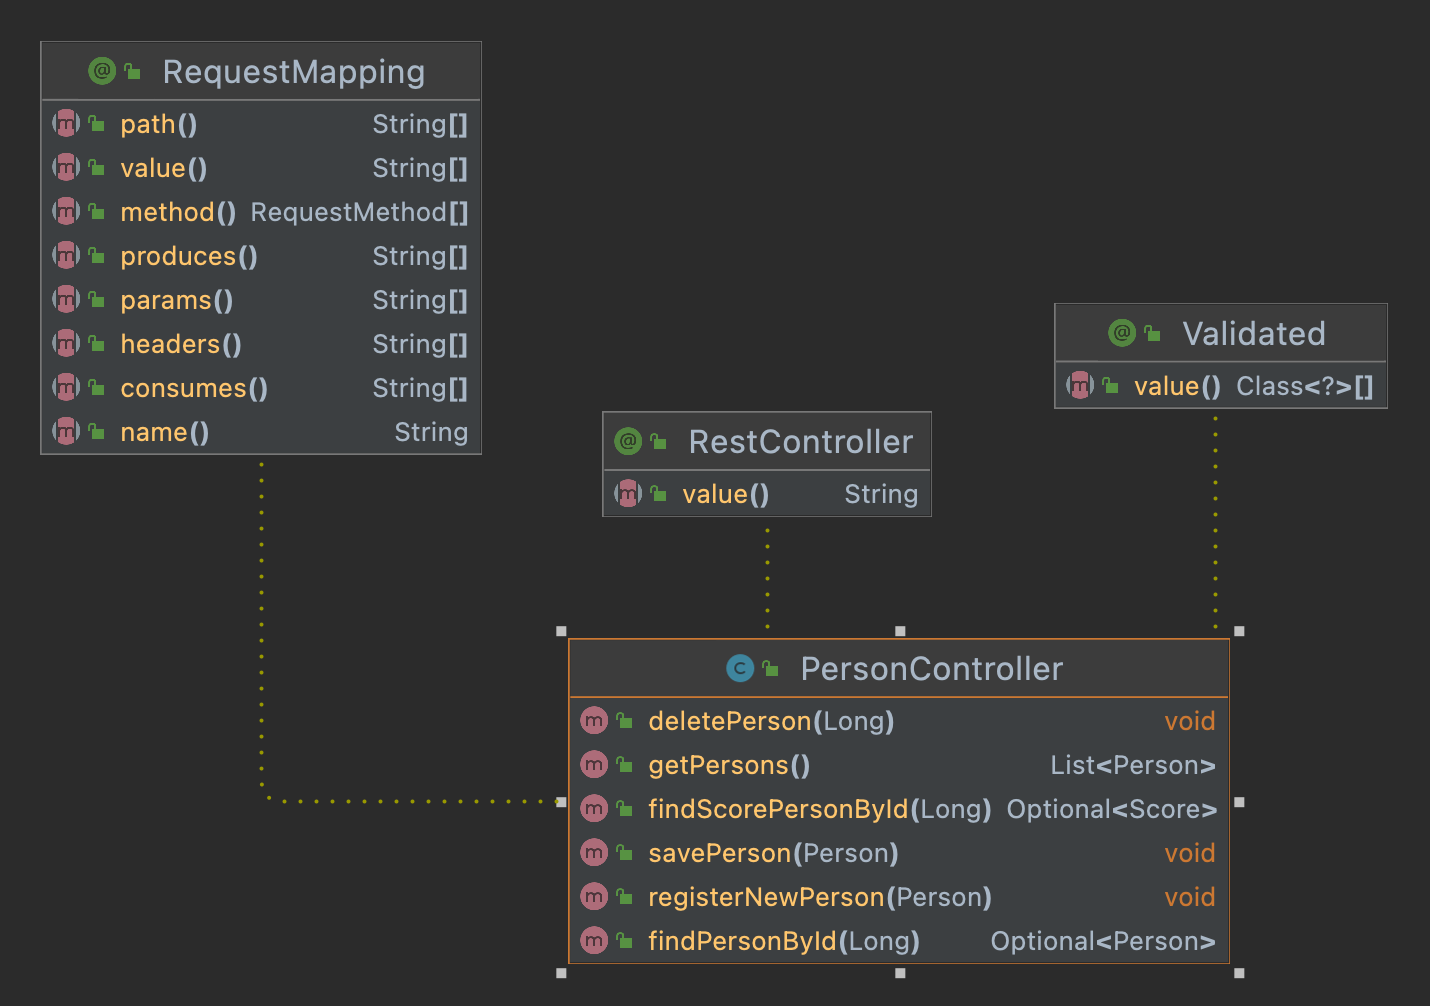 RequestMapping
path() String[]
value() String[]
method() RequestMethod[]
produces() String[]
params() String[]
headers() String[]
consumes() String[]
name() String
Validated
value() Class<?>[]
RestController
value() String
PersonController
deletePerson(Long) void
getPersons() List<Person>
findScorePersonById(Long) Optional<Score>
savePerson(Person) void
registerNewPerson(Person) void
findPersonById(Long) Optional<Person>